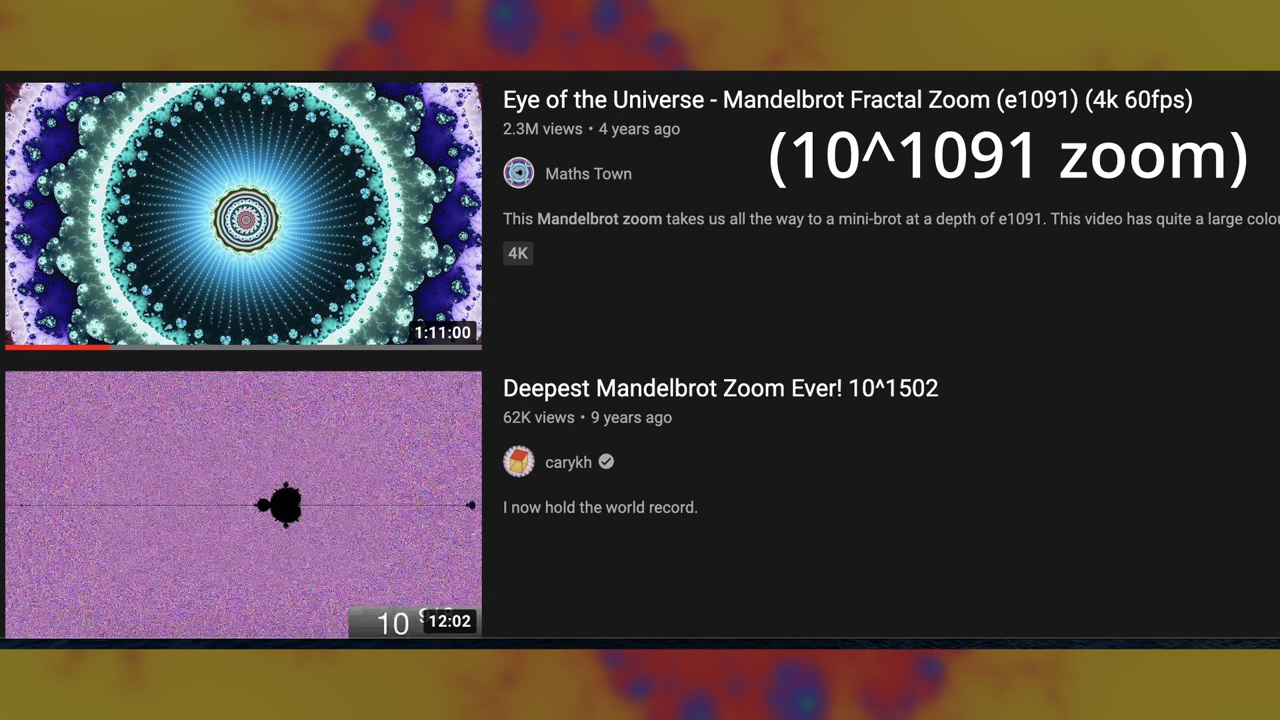 Eye of the Universe - Mandelbrot Fractal Zoom (e1091) (4k 60fps)
2.3M views • 4 years ago
(10^1091 zoom)
Maths Town
This Mandelbrot zoom takes us all the way to a mini-brot at a depth of e1091. This video has quite a large
4K
1:11:00
Deepest Mandelbrot Zoom Ever! 10^1502
62K views • 9 years ago
carykh
I now hold the world record.
10
12:02